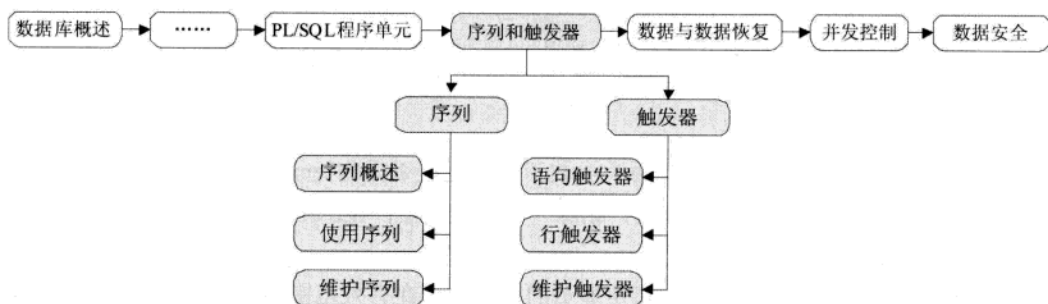 数据库概述
……
PL/SQL程序单元
序列和触发器
数据与数据恢复
并发控制
数据安全
序列
触发器
序列概述
语句触发器
使用序列
行触发器
维护序列
维护触发器